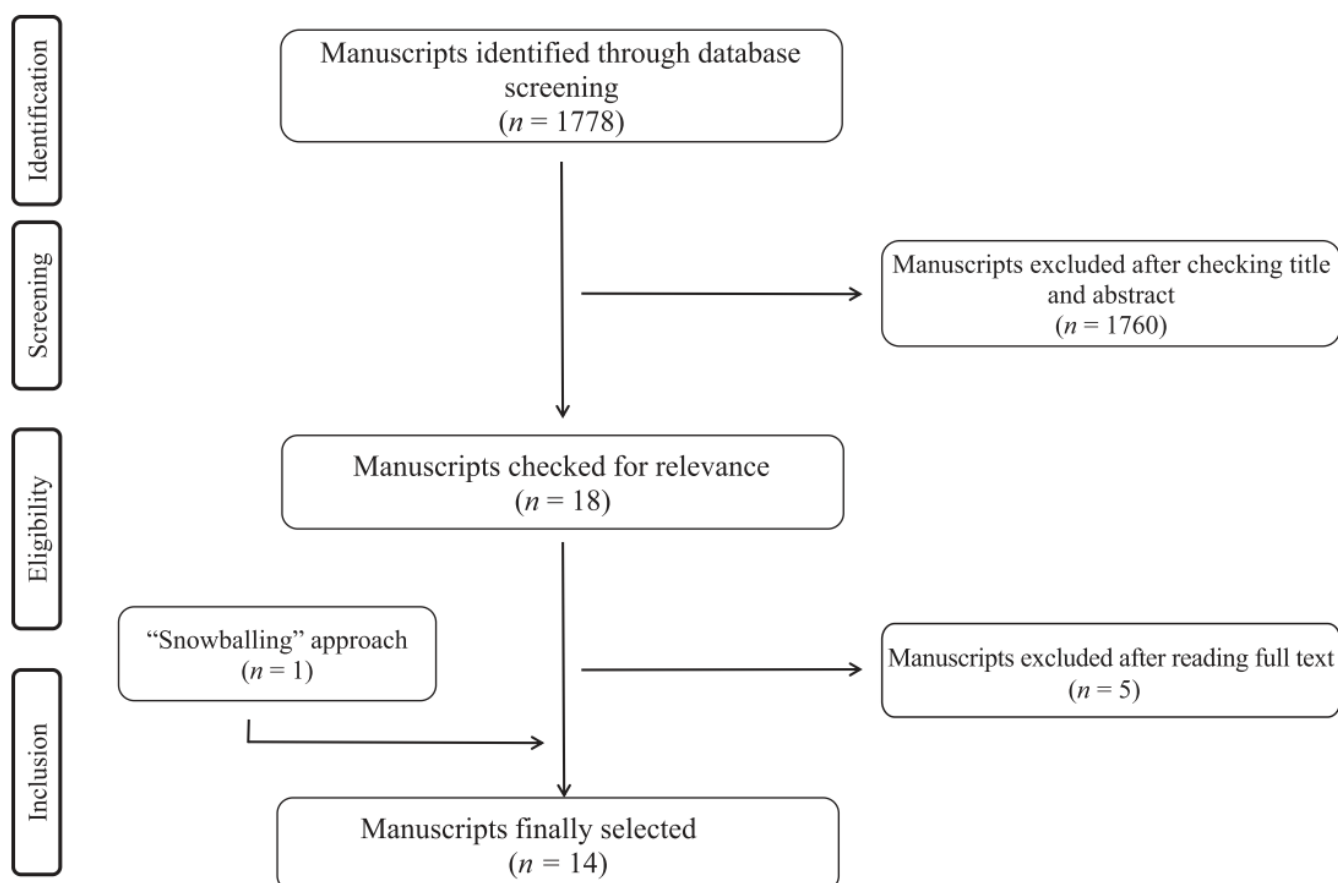 Identification
Manuscripts identified through database
screening
(n = 1778)
Screening
Manuscripts excluded after checking title
and abstract
(n = 1760)
Eligibility
Manuscripts checked for relevance
(n = 18)
“Snowballing” approach
(n = 1)
Manuscripts excluded after reading full text
(n = 5)
Inclusion
Manuscripts finally selected
(n = 14)